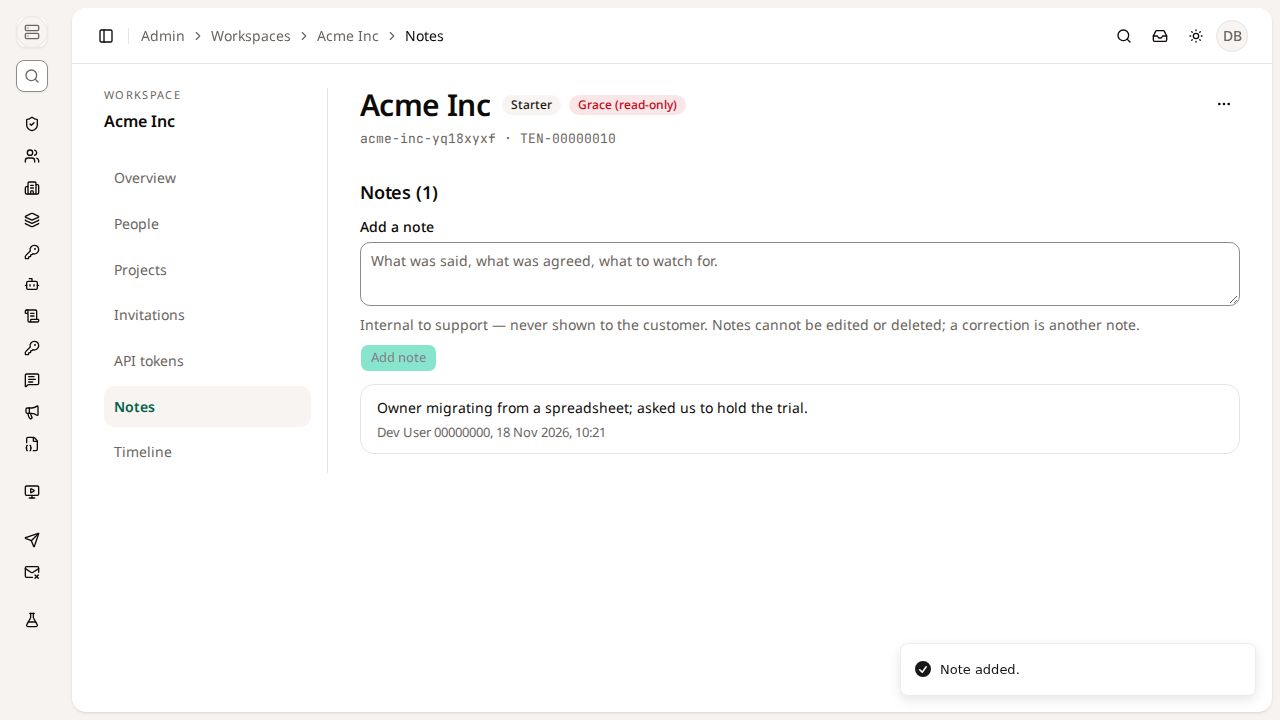 Admin > Workspaces > Acme Inc > Notes
DB
WORKSPACE
Acme Inc
Overview
People
Projects
Invitations
API tokens
Notes
Timeline
Acme Inc Starter Grace (read-only)
acme-inc-yq18xyxf · TEN-00000010
Notes (1)
Add a note
What was said, what was agreed, what to watch for.
Internal to support — never shown to the customer. Notes cannot be edited or deleted; a correction is another note.
Add note
Owner migrating from a spreadsheet; asked us to hold the trial.
Dev User 00000000, 18 Nov 2026, 10:21
Note added.